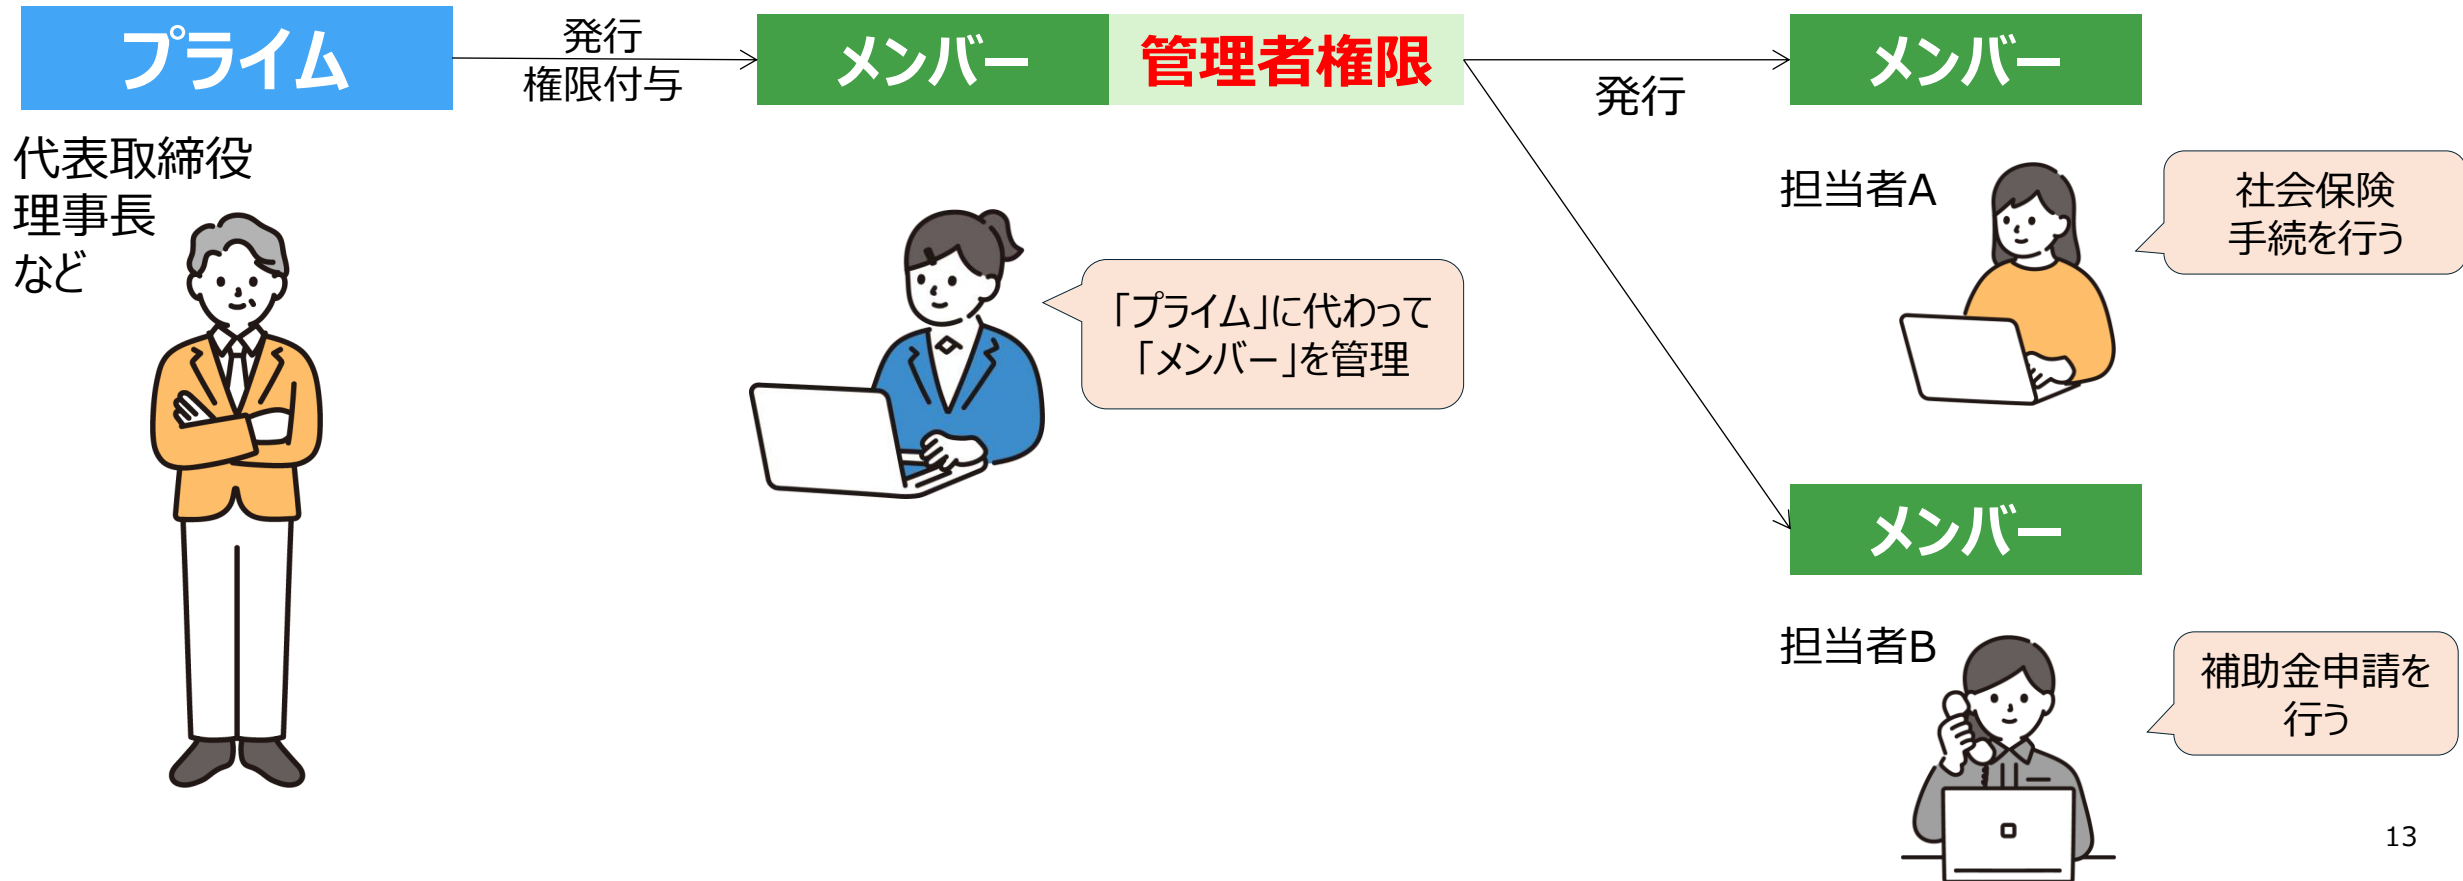 プライム
発行
権限付与
メンバー 管理者権限
発行
メンバー
代表取締役
理事長
など
「プライム」に代わって
「メンバー」を管理
担当者A
社会保険
手続を行う
メンバー
担当者B
補助金申請を
行う
13